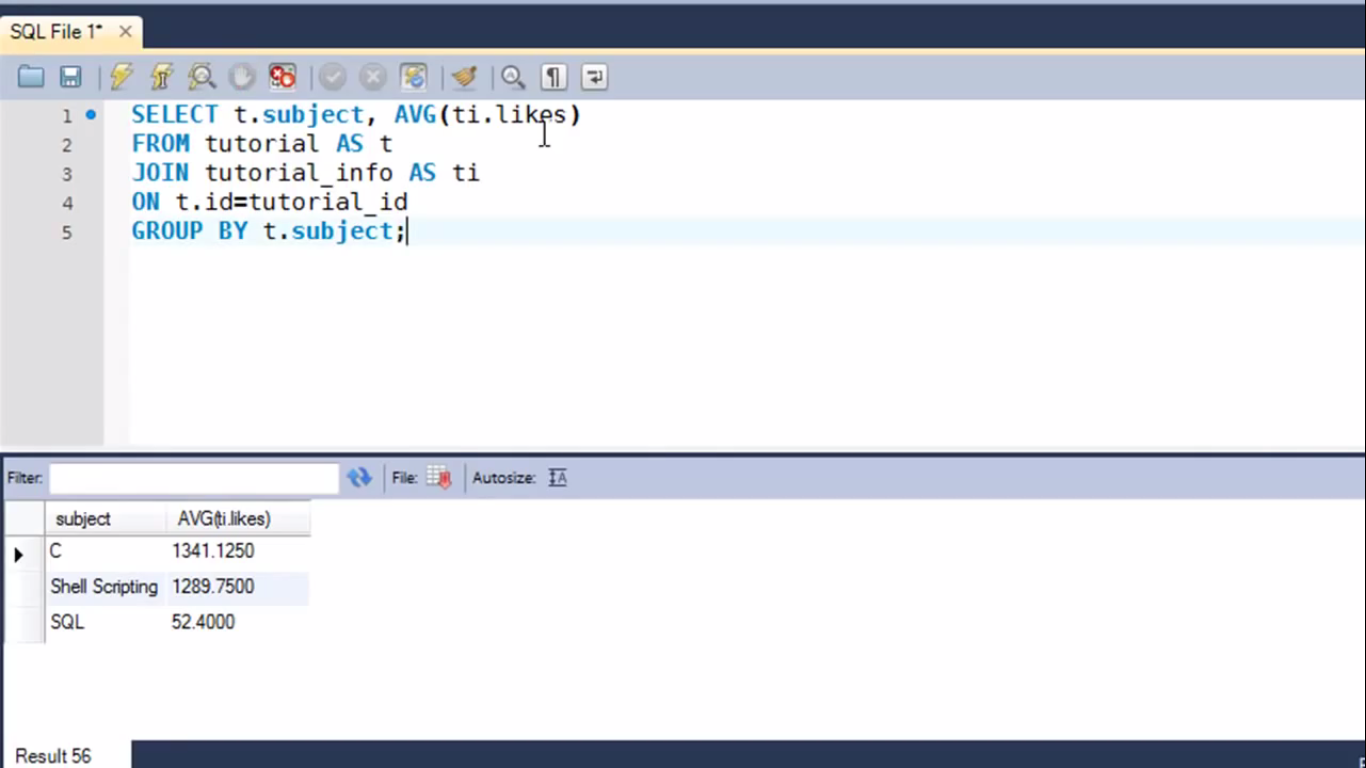 SQL File 1*
1 SELECT t.subject, AVG(ti.likes)
2 FROM tutorial AS t
3 JOIN tutorial_info AS ti
4 ON t.id=tutorial_id
5 GROUP BY t.subject;
Filter: File: Autosize:
subject AVG(ti.likes)
C 1341.1250
Shell Scripting 1289.7500
SQL 52.4000
Result 56